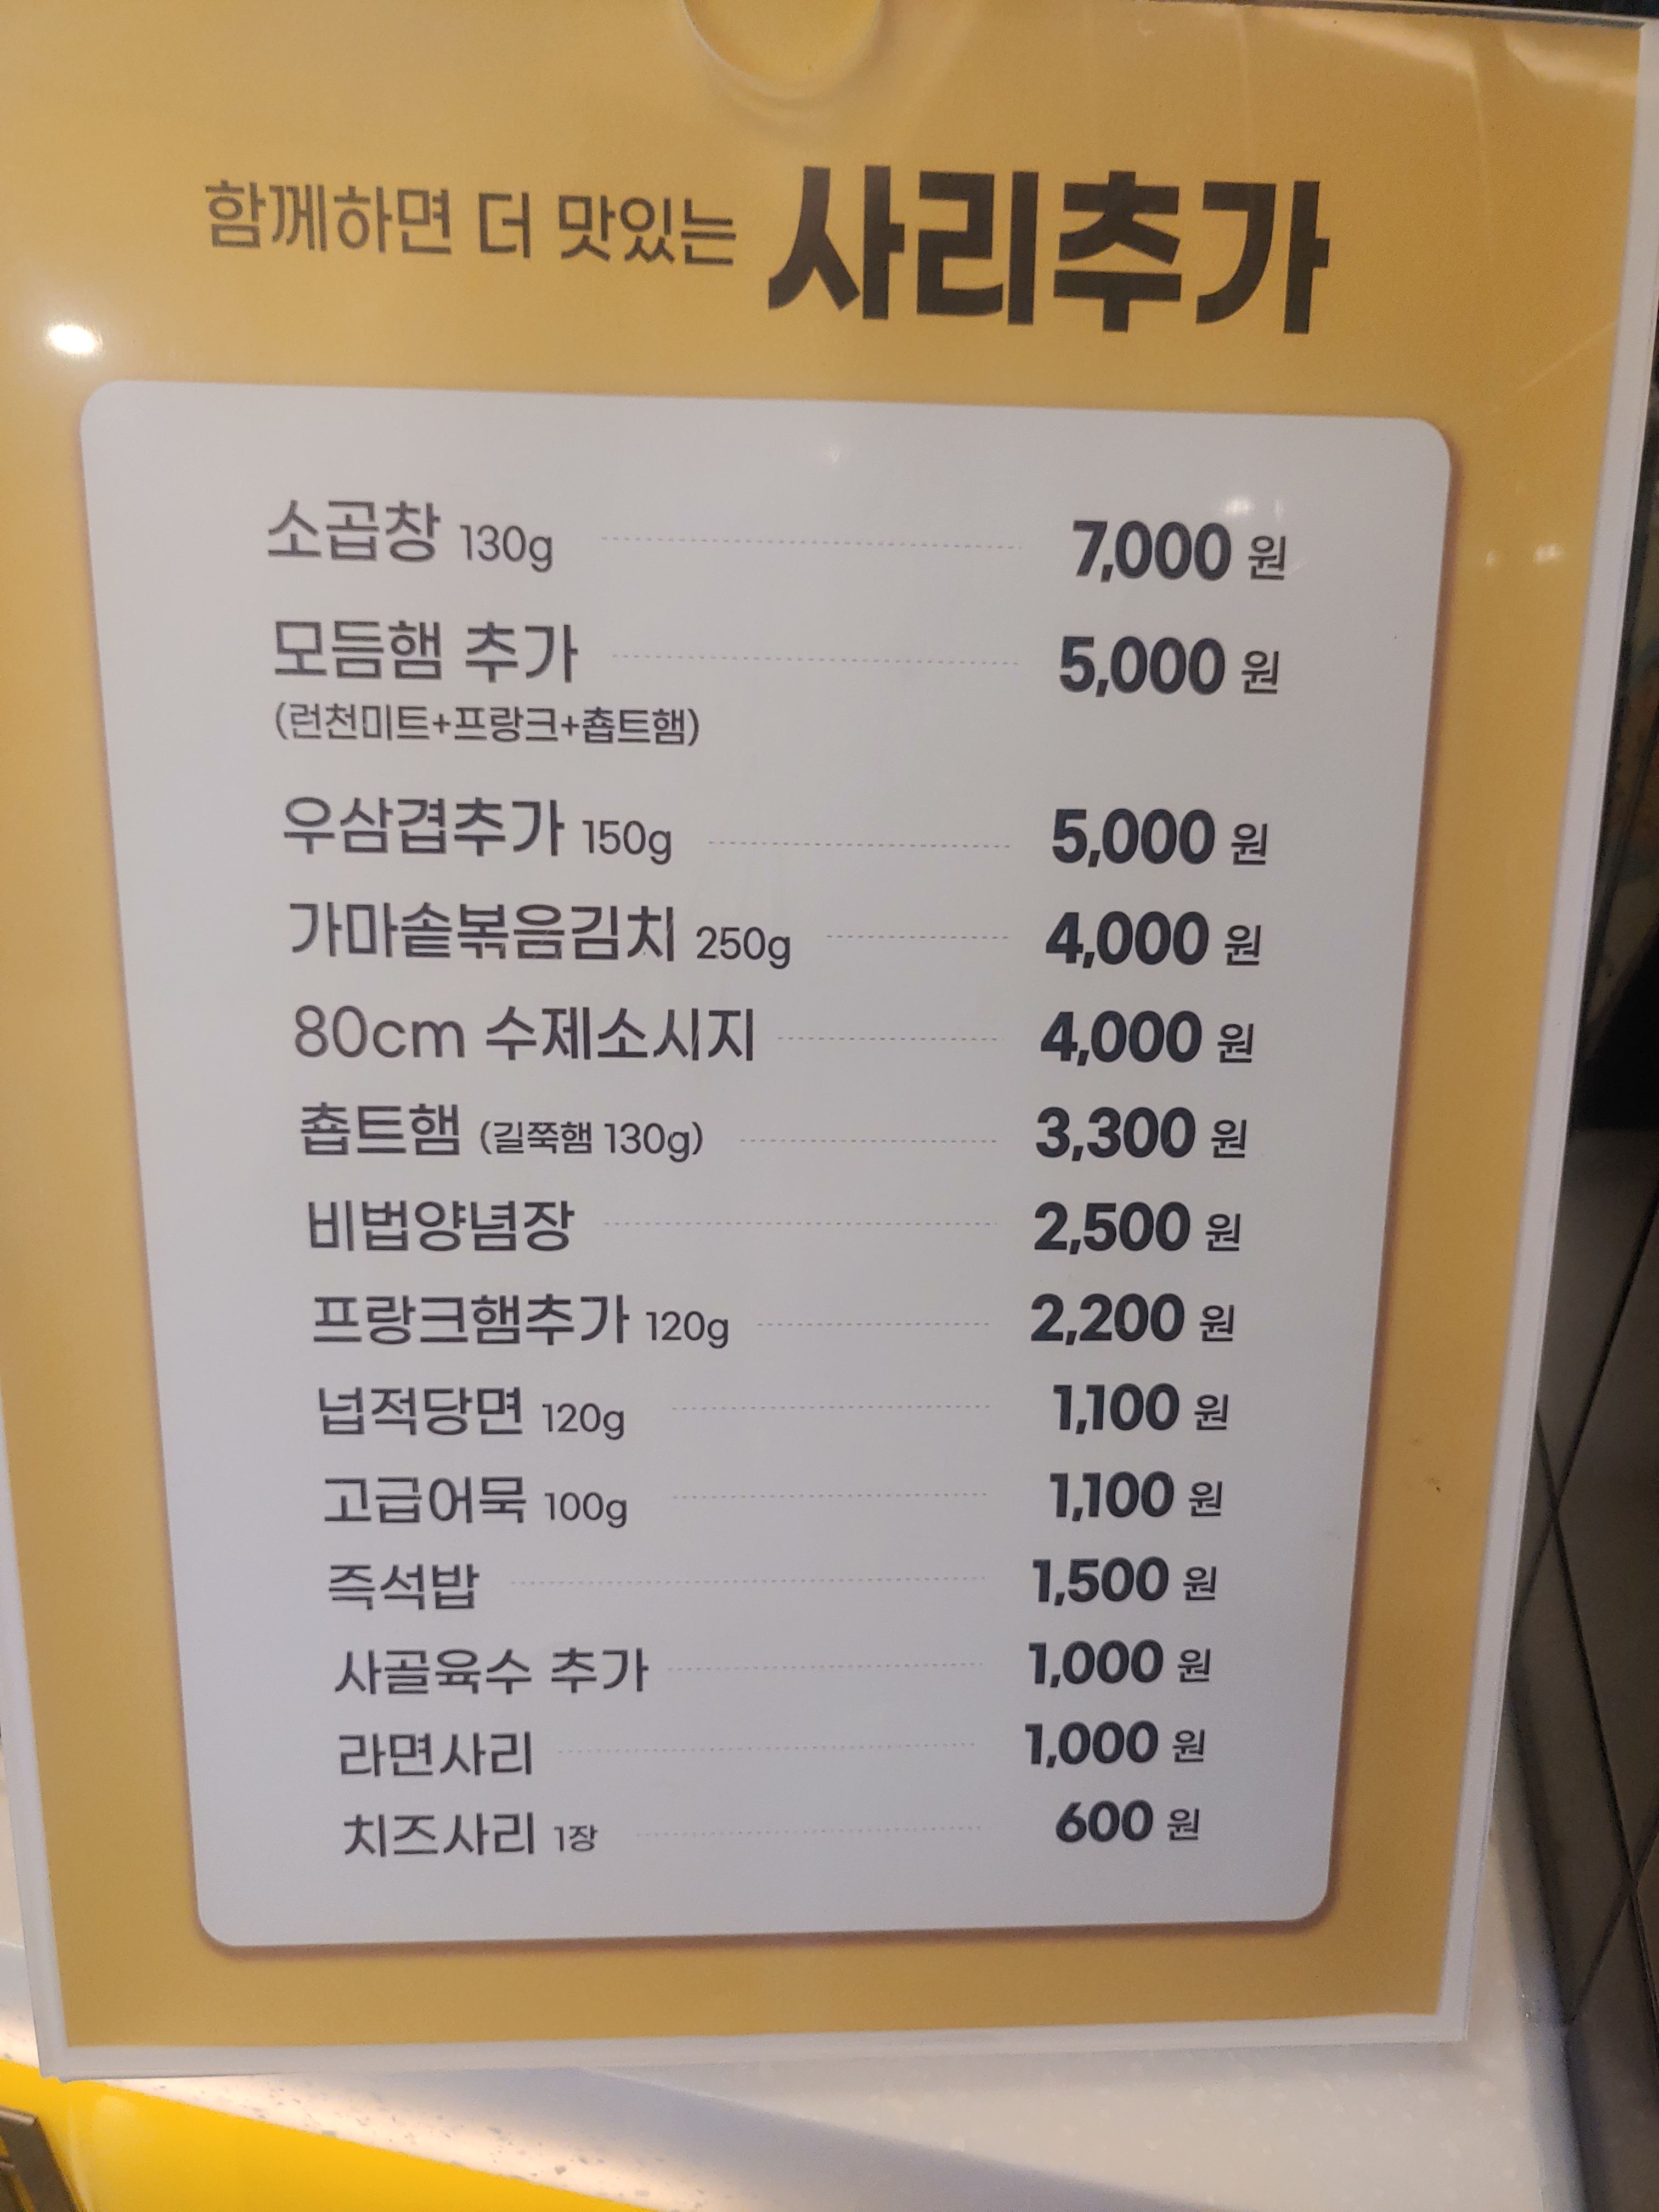 함께하면 더 맛있는 사리추가
소곱창 130g 7,000 원
모듬햄 추가 5,000 원
(런천미트+프랑크+춉트햄)
우삼겹추가 150g 5,000 원
가마솥볶음김치 250g 4,000 원
80cm 수제소시지 4,000 원
춉트햄 (길쭉햄 130g) 3,300 원
비법양념장 2,500 원
프랑크햄추가 120g 2,200 원
넙적당면 120g 1,100 원
고급어묵 100g 1,100 원
즉석밥 1,500 원
사골육수 추가 1,000 원
라면사리 1,000 원
치즈사리 1장 600 원